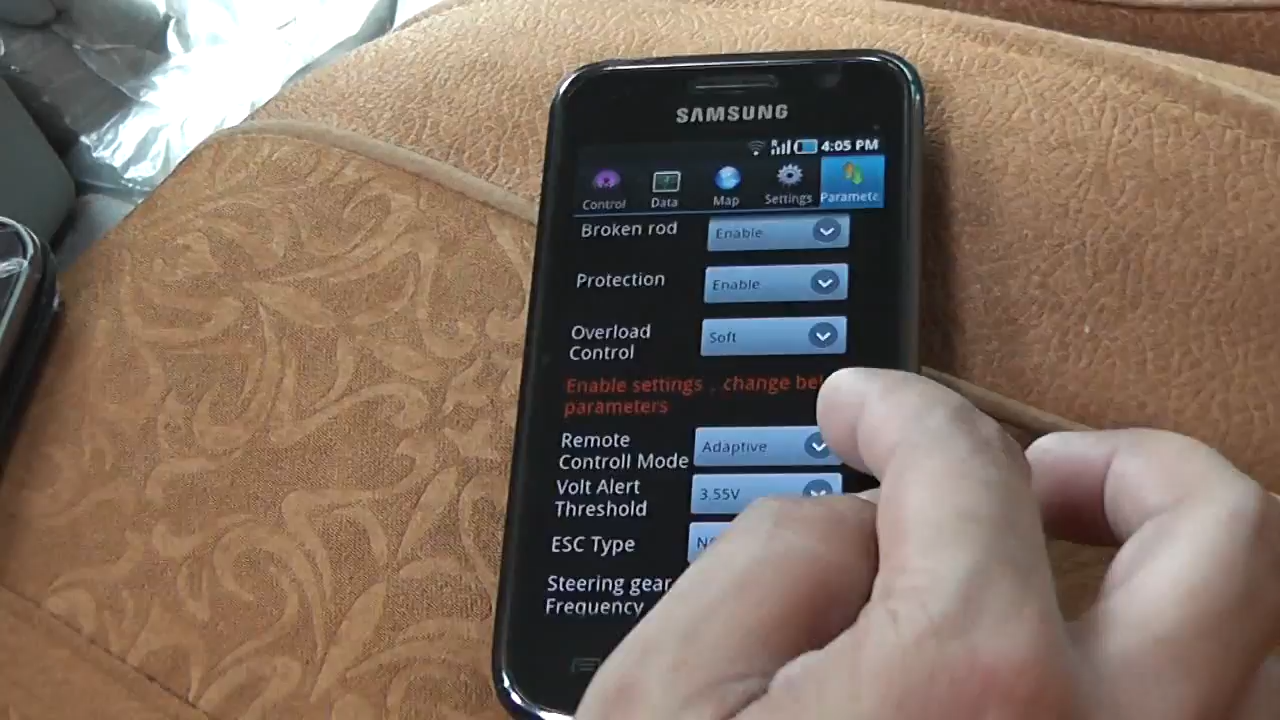 SAMSUNG
4:05 PM
Control Data Map Settings Paramete
Broken rod Enable
Protection Enable
Overload Soft
Control
Enable settings , change
parameters
Remote Adaptive
Controll Mode
Volt Alert 3.55V
Threshold
ESC Type
Steering gear
Frequency